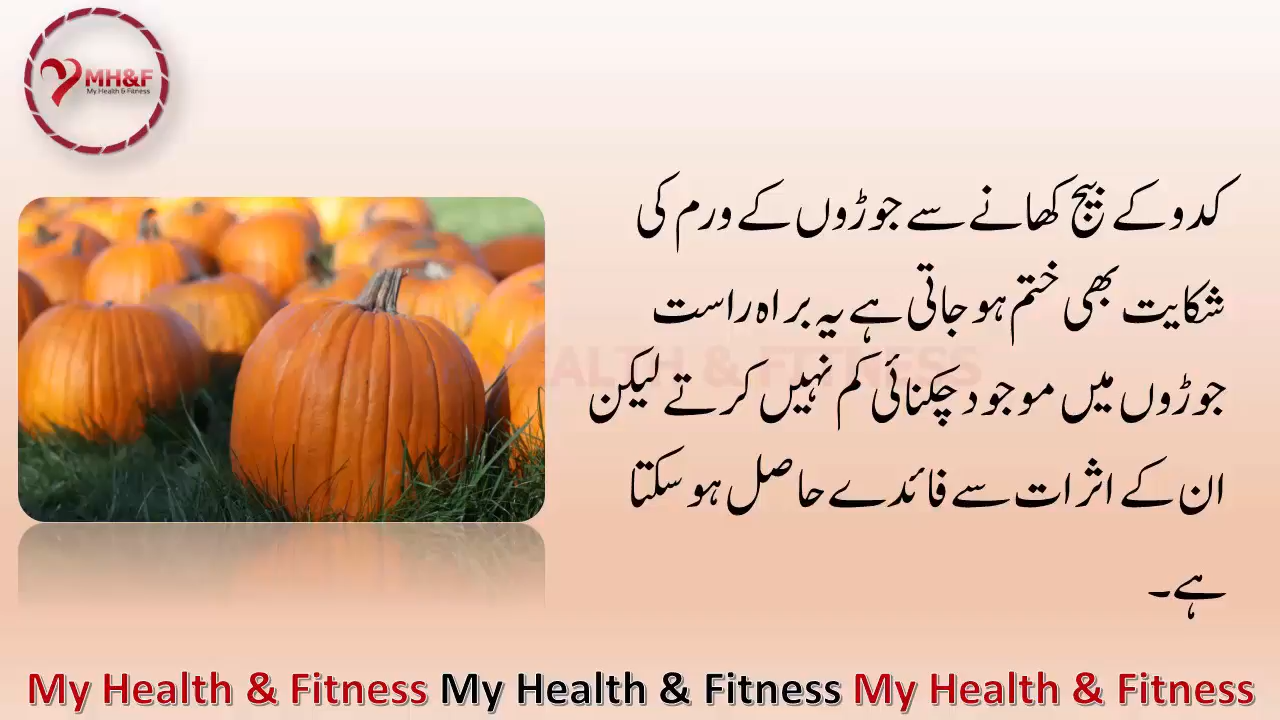 MH&F
My Health & Fitness
کدو کے بیج کھانے سے جوڑوں کے ورم کی
شکایت بھی ختم ہو جاتی ہے یہ براہ راست
جوڑوں میں موجود چکنائی کم نہیں کرتے لیکن
ان کے اثرات سے فائدے حاصل ہو سکتا
ہے۔
HEALTH & FITNESS
My Health & Fitness My Health & Fitness My Health & Fitness